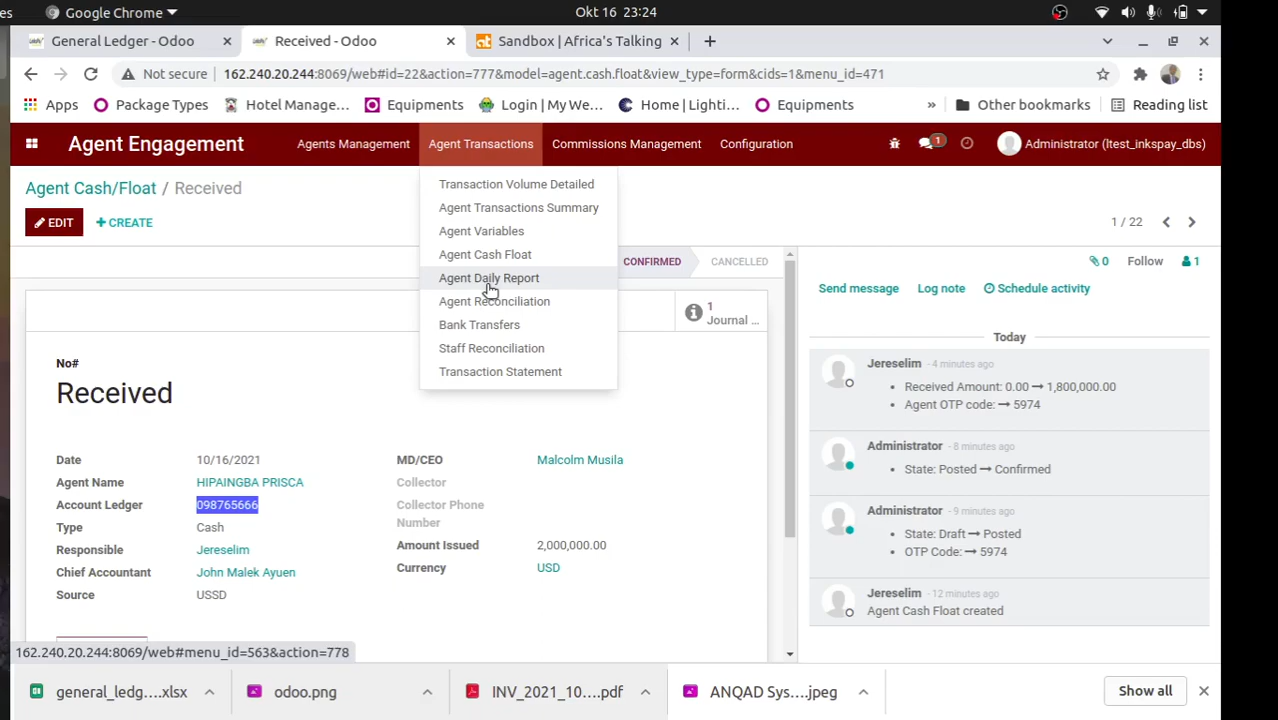 es
Google Chrome
Okt 16 23:24
General Ledger - Odoo
Received - Odoo
Sandbox | Africa's Talking
Not secure
162.240.20.244:8069/web#id=22&action=777&model=agent.cash.float&view_type=form&cids=1&menu_id=471
Apps
Package Types
Hotel Manage...
Equipments
Login | My We...
Home | Lighti...
Equipments
»
Other bookmarks
Reading list
Agent Engagement
Agents Management
Agent Transactions
Commissions Management
Configuration
1
Administrator (ltest_inkspay_dbs)
Agent Cash/Float / Received
EDIT
+ CREATE
1 / 22
Transaction Volume Detailed
Agent Transactions Summary
Agent Variables
Agent Cash Float
Agent Daily Report
Agent Reconciliation
Bank Transfers
Staff Reconciliation
Transaction Statement
CONFIRMED
CANCELLED
1
Journal ...
No#
Received
Date 10/16/2021
Agent Name HIPAINGBA PRISCA
Account Ledger 098765666
Type Cash
Responsible Jereselim
Chief Accountant John Malek Ayuen
Source USSD
MD/CEO Malcolm Musila
Collector
Collector Phone
Number
Amount Issued 2,000,000.00
Currency USD
0
Follow
1
Send message
Log note
Schedule activity
Today
Jereselim - 4 minutes ago
• Received Amount: 0.00 → 1,800,000.00
• Agent OTP code: → 5974
Administrator - 8 minutes ago
• State: Posted → Confirmed
Administrator - 9 minutes ago
• State: Draft → Posted
• OTP Code: → 5974
Jereselim - 12 minutes ago
Agent Cash Float created
162.240.20.244:8069/web#menu_id=563&action=778
general_ledg....xlsx
odoo.png
INV_2021_10....pdf
ANQAD Sys....jpeg
Show all